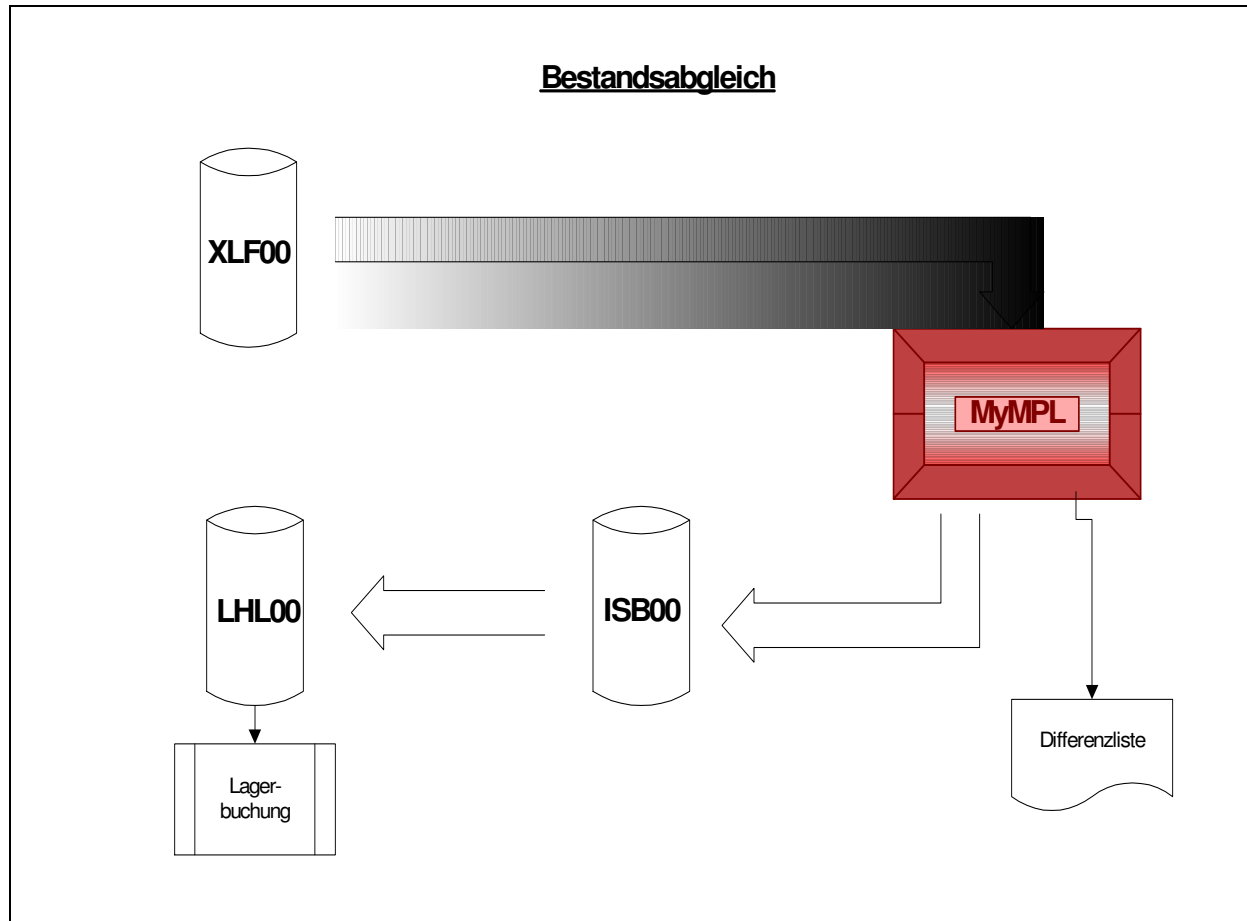 Bestandsabgleich
XLF00
MyMPL
LHL00
ISB00
Differenzliste
Lager-
buchung